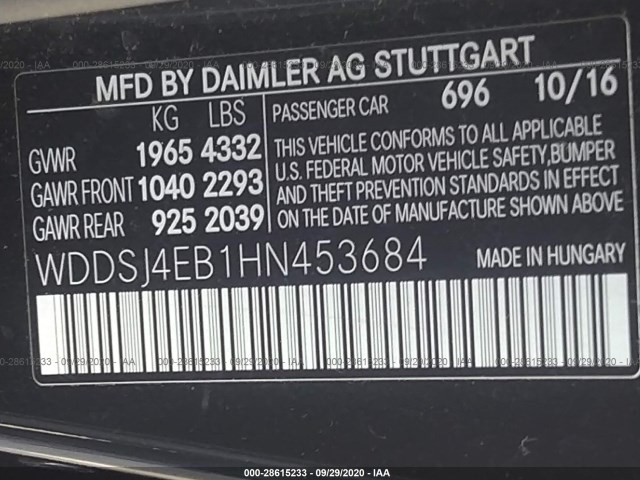 MFD BY DAIMLER AG STUTTGART
KG LBS
GVWR 1965 4332
GAWR FRONT 1040 2293
GAWR REAR 925 2039
PASSENGER CAR 696 10/16
THIS VEHICLE CONFORMS TO ALL APPLICABLE
U.S. FEDERAL MOTOR VEHICLE SAFETY,BUMPER
AND THEFT PREVENTION STANDARDS IN EFFECT
ON THE DATE OF MANUFACTURE SHOWN ABOVE
WDDSJ4EB1HN453684 MADE IN HUNGARY
000-28615233 - 09/29/2020 - IAA